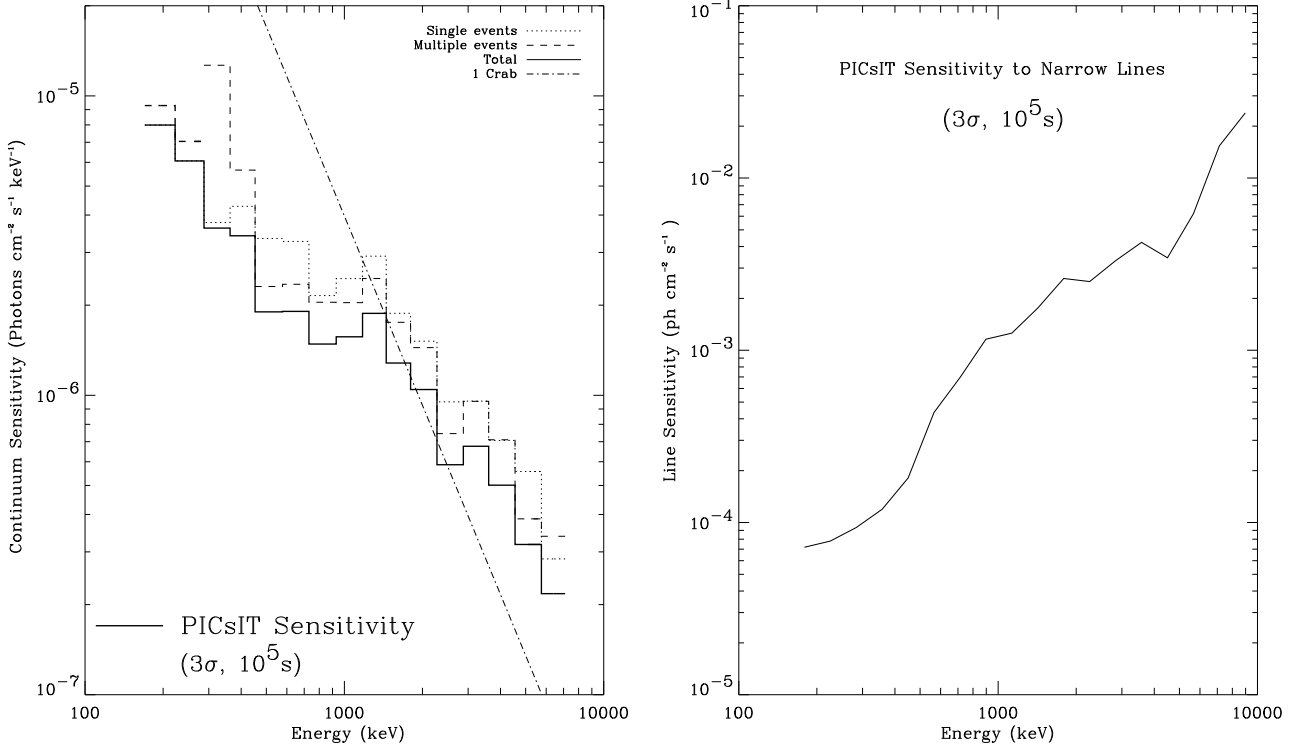 Single events
Multiple events
Total
1 Crab
10⁻⁵
10⁻⁶
10⁻⁷
Continuum Sensitivity (Photons cm⁻² s⁻¹ keV⁻¹)
PICsIT Sensitivity
(3σ, 10⁵s)
100
1000
10000
Energy (keV)
10⁻¹
PICsIT Sensitivity to Narrow Lines
(3σ, 10⁵s)
10⁻²
10⁻³
10⁻⁴
10⁻⁵
Line Sensitivity (ph cm⁻² s⁻¹ )
100
1000
10000
Energy (keV)